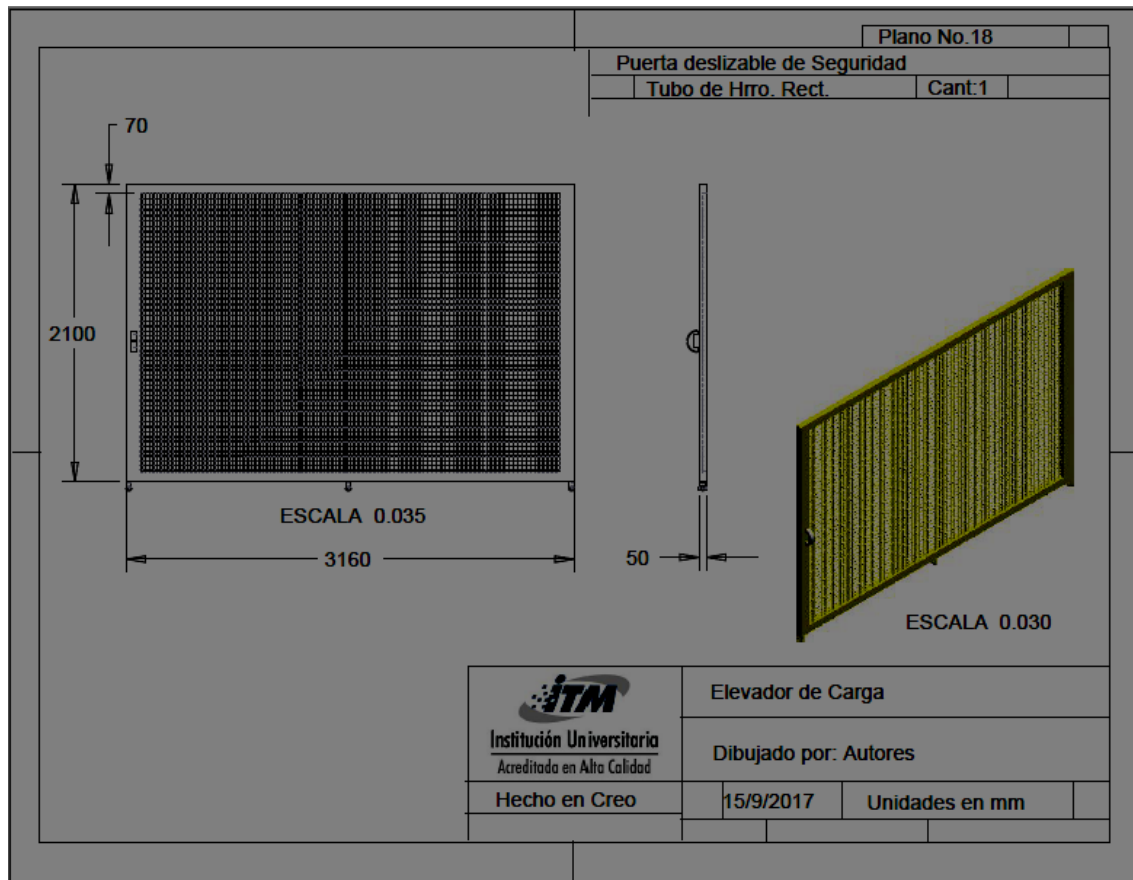 Plano No.18
Puerta deslizable de Seguridad
Tubo de Hrro. Rect. Cant:1
70
2100
ESCALA 0.035
3160
50
ESCALA 0.030
iTM
Institución Universitaria
Acreditada en Alta Calidad
Elevador de Carga
Dibujado por: Autores
Hecho en Creo 15/9/2017 Unidades en mm